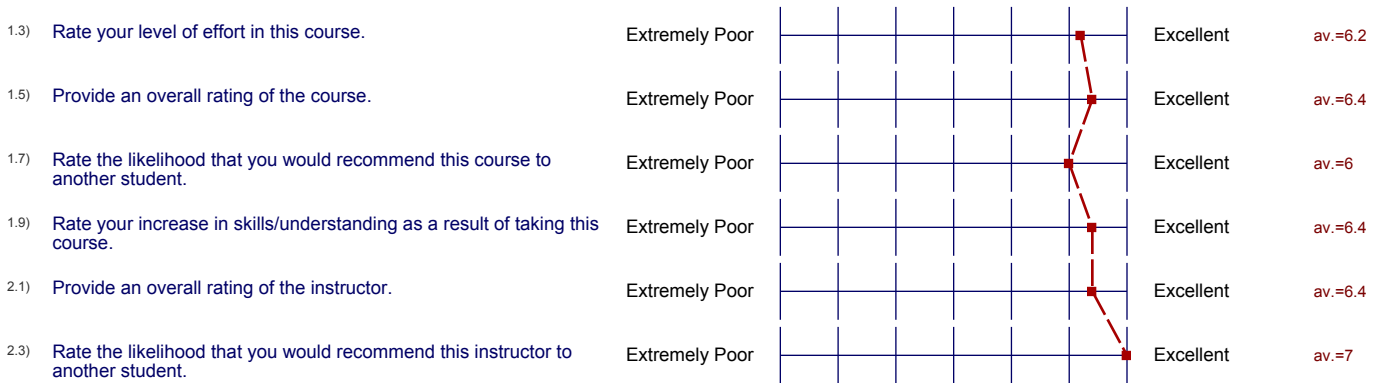 1.3) Rate your level of effort in this course. Extremely Poor Excellent av.=6.2
1.5) Provide an overall rating of the course. Extremely Poor Excellent av.=6.4
1.7) Rate the likelihood that you would recommend this course to another student. Extremely Poor Excellent av.=6
1.9) Rate your increase in skills/understanding as a result of taking this course. Extremely Poor Excellent av.=6.4
2.1) Provide an overall rating of the instructor. Extremely Poor Excellent av.=6.4
2.3) Rate the likelihood that you would recommend this instructor to another student. Extremely Poor Excellent av.=7